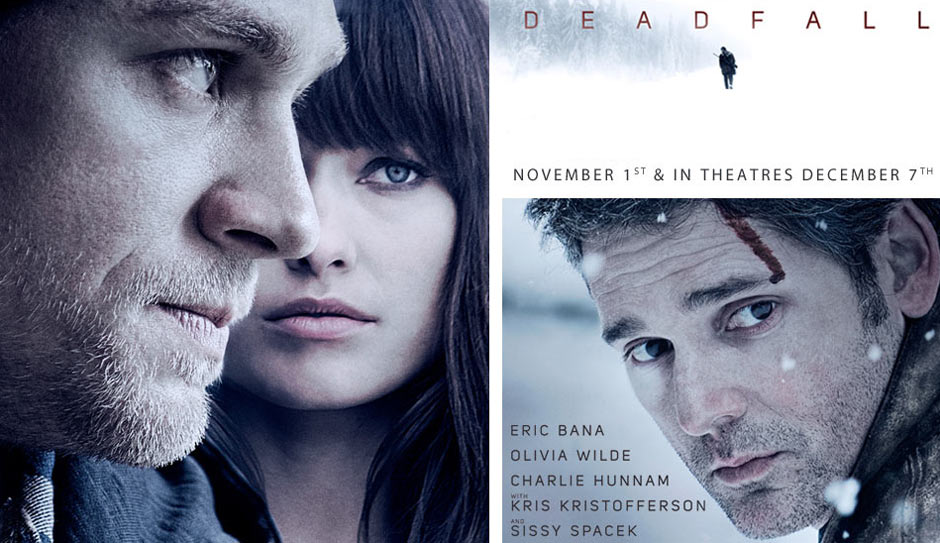 DEADFALL
NOVEMBER 1ST & IN THEATRES DECEMBER 7TH
ERIC BANA
OLIVIA WILDE
CHARLIE HUNNAM
WITH
KRIS KRISTOFFERSON
AND
SISSY SPACEK